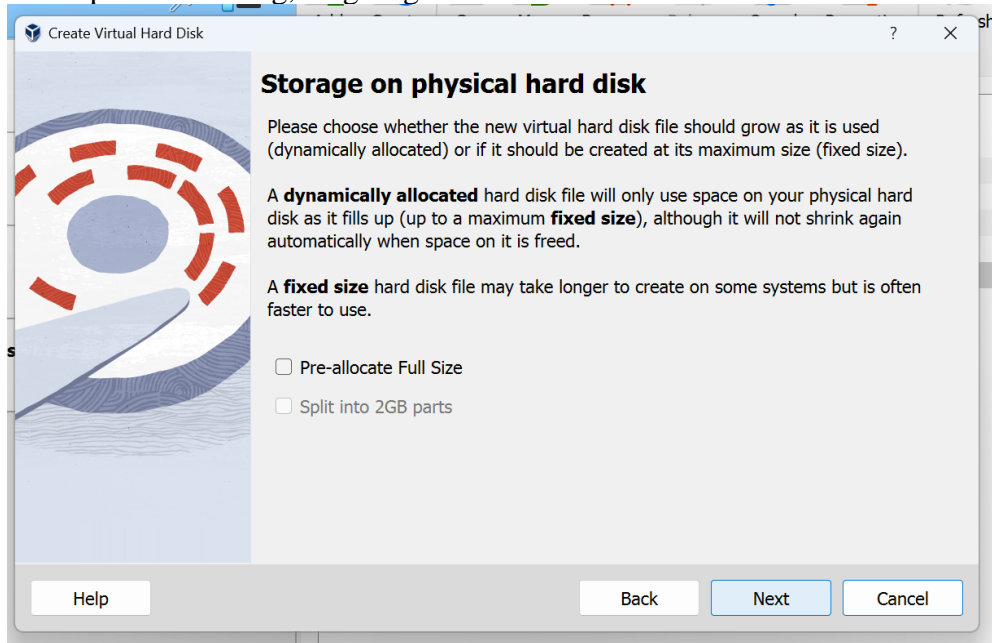 Create Virtual Hard Disk
?
Storage on physical hard disk
Please choose whether the new virtual hard disk file should grow as it is used
(dynamically allocated) or if it should be created at its maximum size (fixed size).
A dynamically allocated hard disk file will only use space on your physical hard
disk as it fills up (up to a maximum fixed size), although it will not shrink again
automatically when space on it is freed.
A fixed size hard disk file may take longer to create on some systems but is often
faster to use.
Pre-allocate Full Size
Split into 2GB parts
Help
Back
Next
Cancel